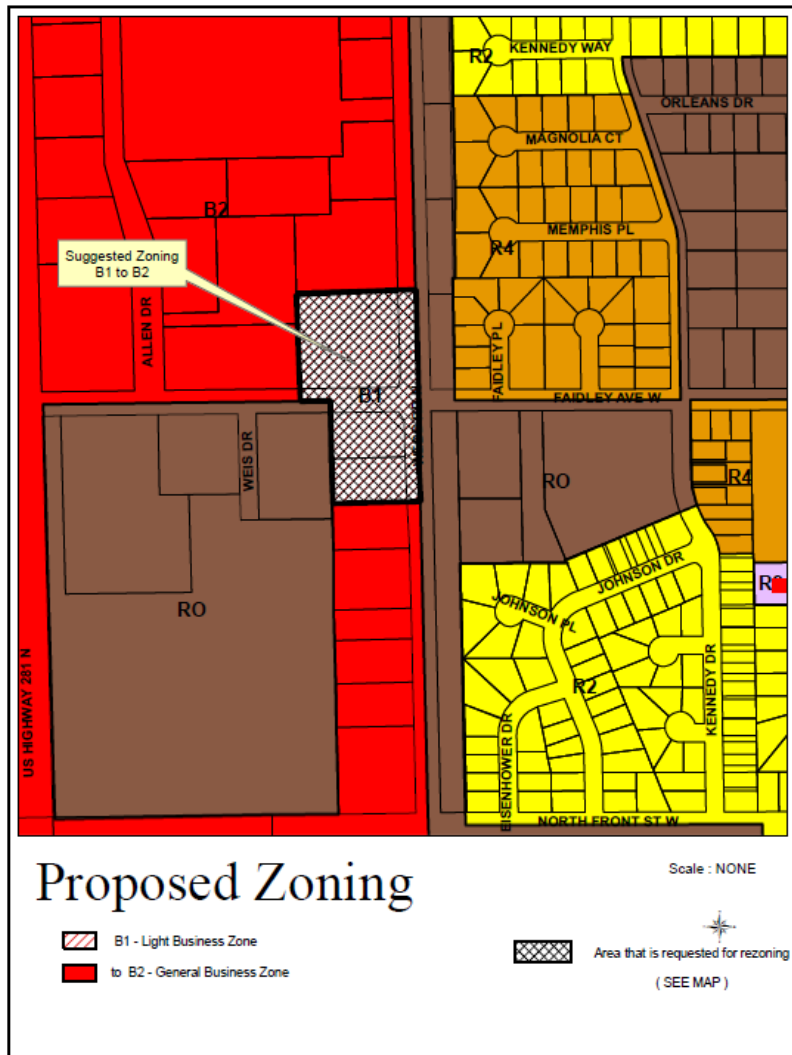 R2
KENNEDY WAY
ORLEANS DR
MAGNOLIA CT
B2
MEMPHIS PL
R4
Suggested Zoning
B1 to B2
ALLEN DR
FAIDLEY PL
B1
FAIDLEY AVE W
WEIS DR
RO
R4
JOHNSON DR
RO
JOHNSON PL
R2
KENNEDY DR
US HIGHWAY 281 N
EISENHOWER DR
NORTH FRONT ST W
Proposed Zoning
Scale : NONE
B1 - Light Business Zone
to B2 - General Business Zone
Area that is requested for rezoning
( SEE MAP )